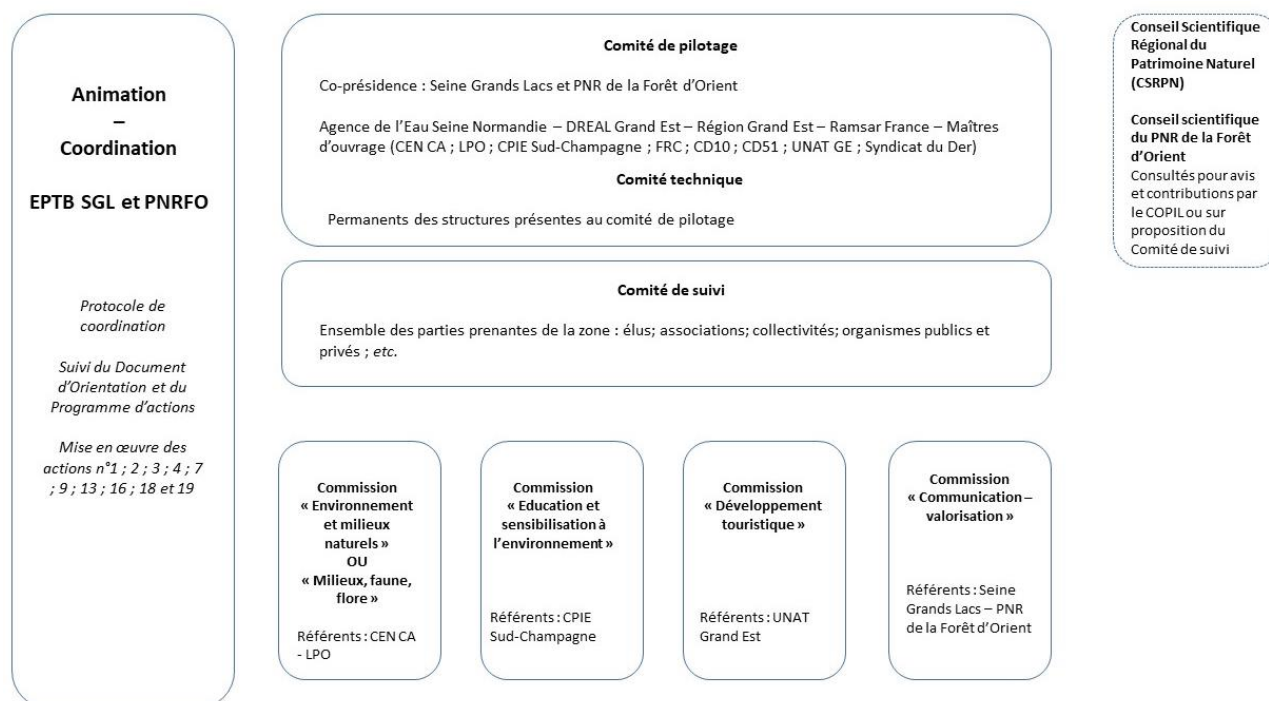 Animation
–
Coordination
EPTB SGL et PNRFO
Protocole de
coordination
Suivi du Document
d'Orientation et du
Programme d'actions
Mise en œuvre des
actions n°1 ; 2 ; 3 ; 4 ; 7
; 9 ; 13 ; 16 ; 18 et 19
Comité de pilotage
Co-présidence : Seine Grands Lacs et PNR de la Forêt d'Orient
Agence de l'Eau Seine Normandie – DREAL Grand Est – Région Grand Est – Ramsar France – Maîtres
d'ouvrage (CEN CA ; LPO ; CPIE Sud-Champagne ; FRC ; CD10 ; CD51 ; UNAT GE ; Syndicat du Der)
Comité technique
Permanents des structures présentes au comité de pilotage
Comité de suivi
Ensemble des parties prenantes de la zone : élus; associations; collectivités; organismes publics et
privés ; etc.
Commission
« Environnement
et milieux
naturels »
OU
« Milieux, faune,
flore »
Référents : CEN CA
- LPO
Commission
« Education et
sensibilisation à
l'environnement »
Référents : CPIE
Sud-Champagne
Commission
« Développement
touristique »
Référents : UNAT
Grand Est
Commission
« Communication –
valorisation »
Référents : Seine
Grands Lacs – PNR
de la Forêt d'Orient
Conseil Scientifique
Régional du
Patrimoine Naturel
(CSRPN)
Conseil scientifique
du PNR de la Forêt
d'Orient
Consultés pour avis
et contributions par
le COPIL ou sur
proposition du
Comité de suivi